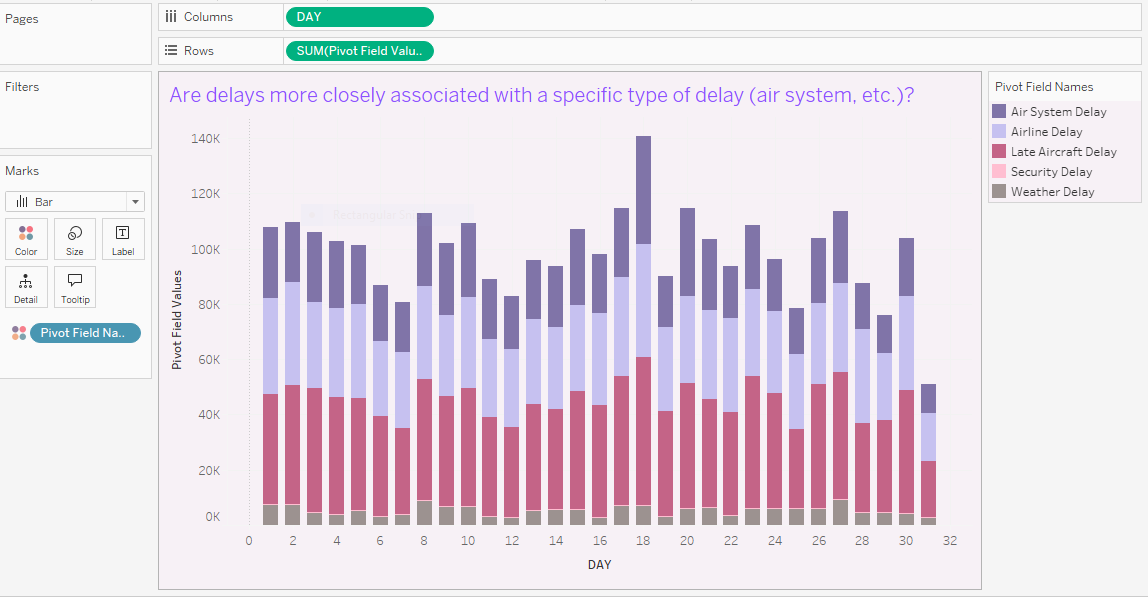 Pages
Columns
DAY
Rows
SUM(Pivot Field Valu..
Filters
Marks
Bar
Color
Size
Label
Detail
Tooltip
Pivot Field Na..
Are delays more closely associated with a specific type of delay (air system, etc.)?
Pivot Field Values
140K
120K
100K
80K
60K
40K
20K
0K
0 2 4 6 8 10 12 14 16 18 20 22 24 26 28 30 32
DAY
Pivot Field Names
Air System Delay
Airline Delay
Late Aircraft Delay
Security Delay
Weather Delay